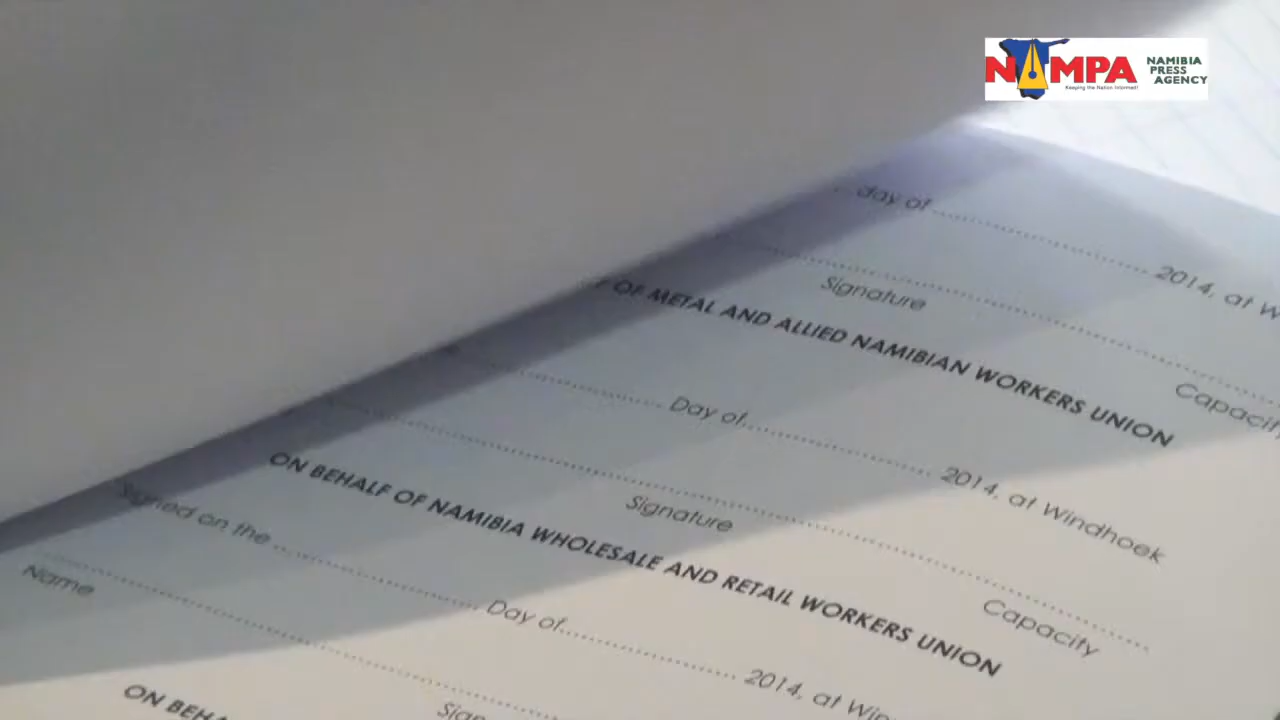 NAMPA
NAMIBIA
PRESS
AGENCY
Keeping the Nation Informed!
day of .................... 2014, at
Signature
Capacity
OF METAL AND ALLIED NAMIBIAN WORKERS UNION
Day of .................... 2014, at Windhoek
Signature
Capacity
ON BEHALF OF NAMIBIA WHOLESALE AND RETAIL WORKERS UNION
Signed on the .................... Day of .................... 2014, at
Name
ON